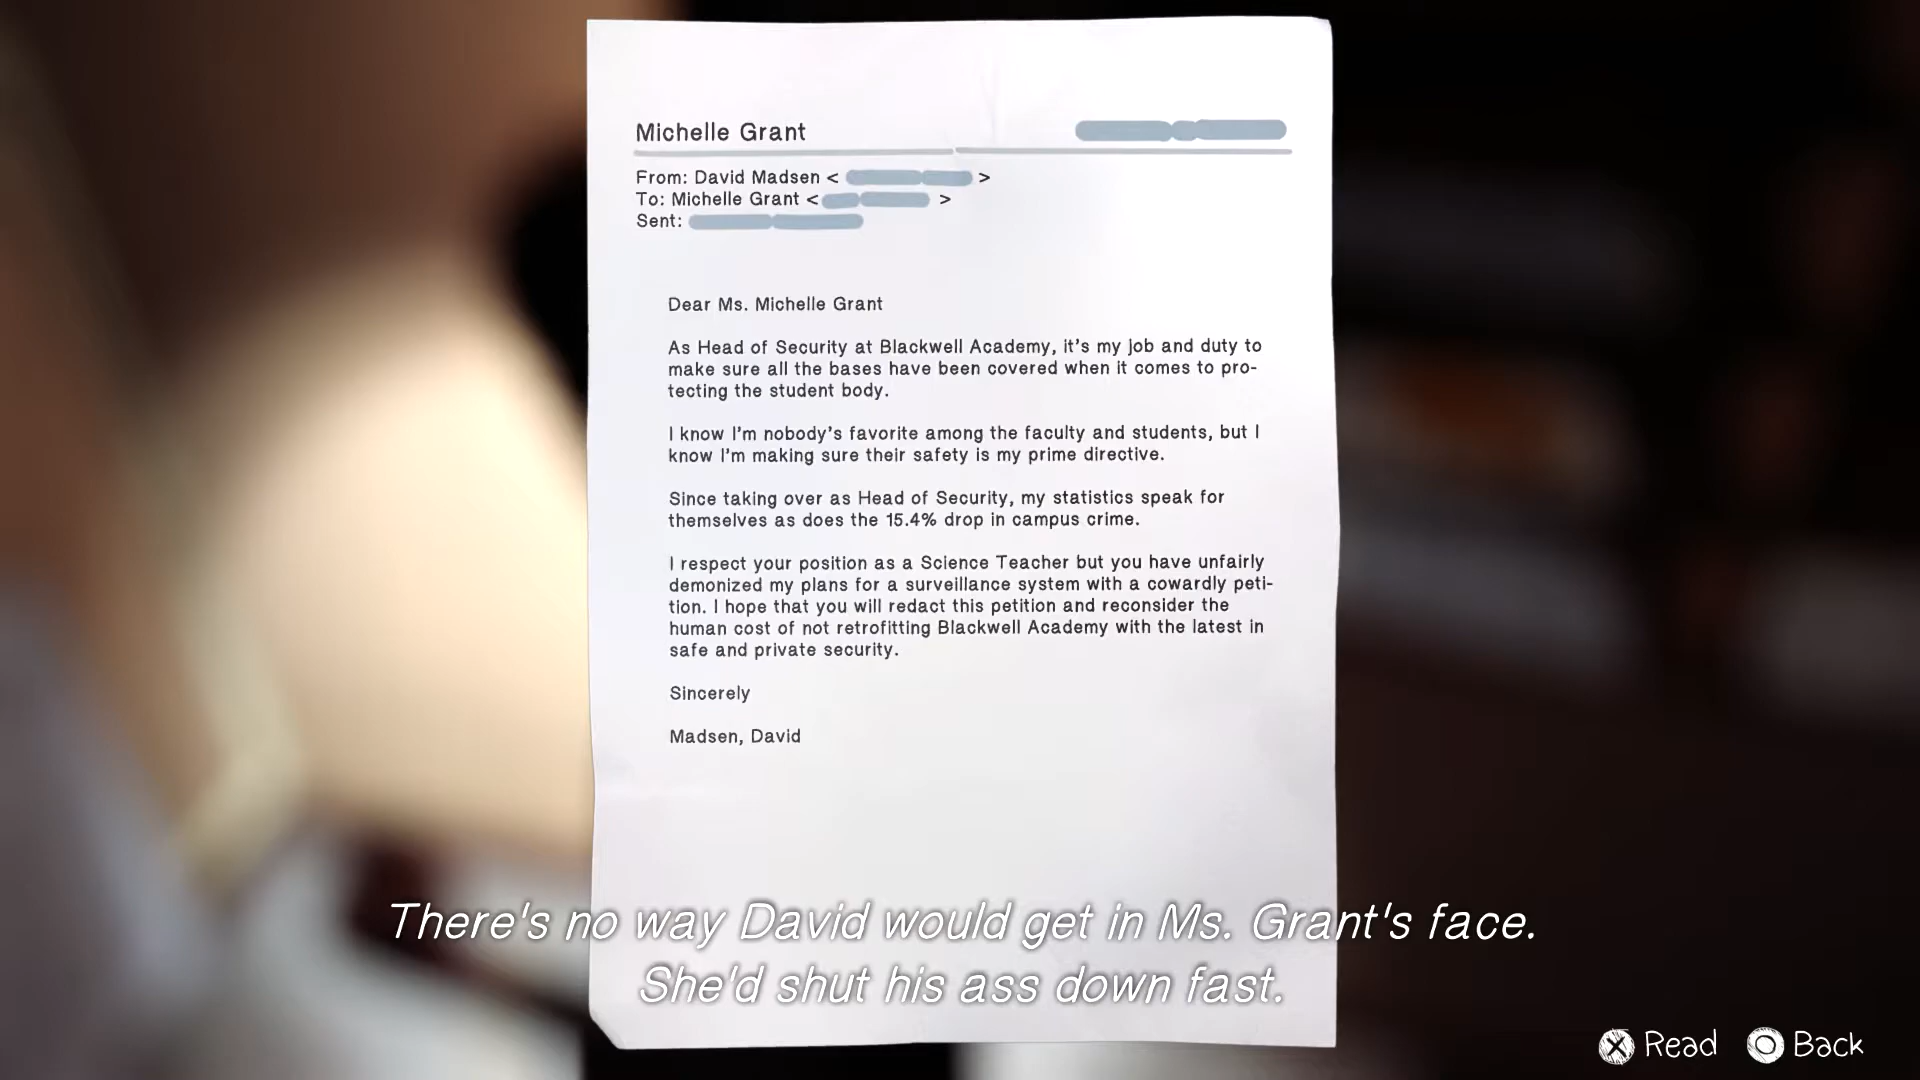 Michelle Grant
From: David Madsen < >
To: Michelle Grant < >
Sent:
Dear Ms. Michelle Grant
As Head of Security at Blackwell Academy, it's my job and duty to
make sure all the bases have been covered when it comes to pro-
tecting the student body.
I know I'm nobody's favorite among the faculty and students, but I
know I'm making sure their safety is my prime directive.
Since taking over as Head of Security, my statistics speak for
themselves as does the 15.4% drop in campus crime.
I respect your position as a Science Teacher but you have unfairly
demonized my plans for a surveillance system with a cowardly peti-
tion. I hope that you will redact this petition and reconsider the
human cost of not retrofitting Blackwell Academy with the latest in
safe and private security.
Sincerely
Madsen, David
There's no way David would get in Ms. Grant's face.
She'd shut his ass down fast.
Read Back